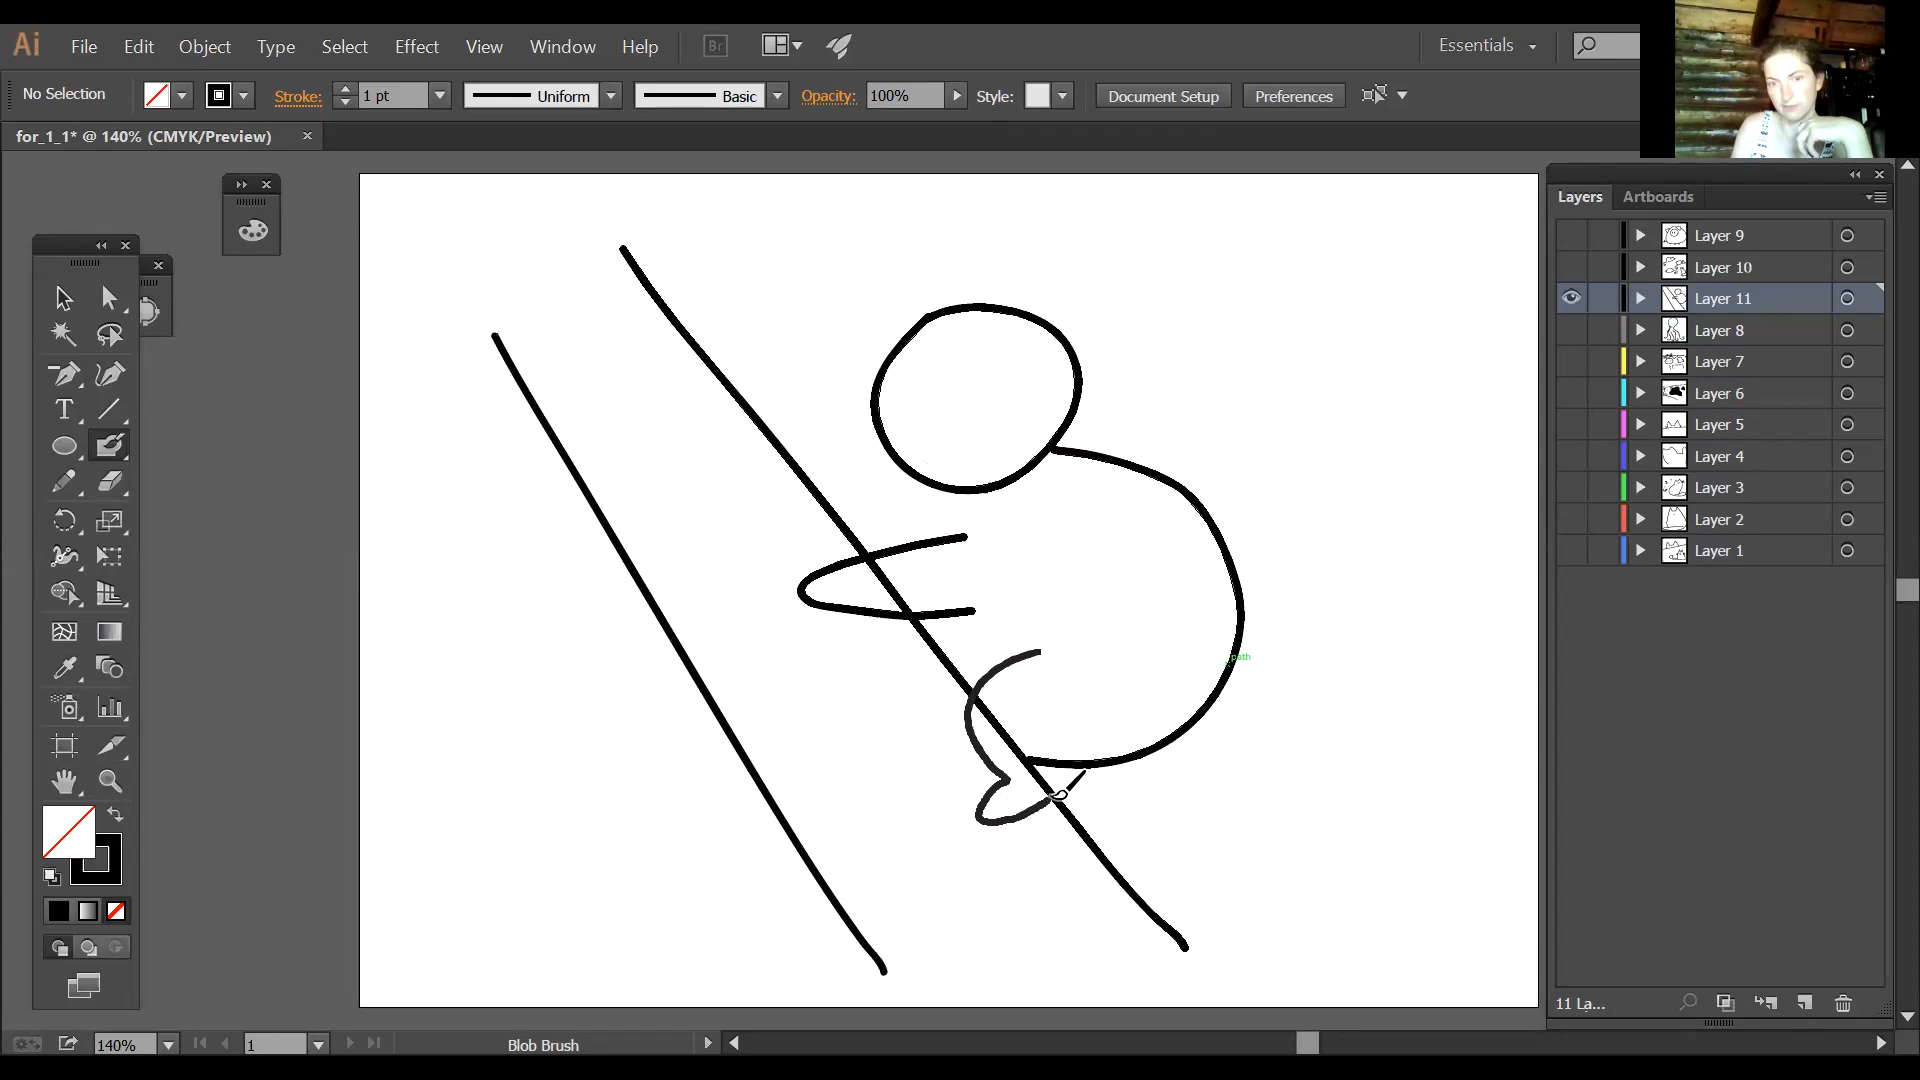 Ai File Edit Object Type Select Effect View Window Help Br Essentials
No Selection Stroke: 1 pt Uniform Basic Opacity: 100% Style: Document Setup Preferences
for_1_1* @ 140% (CMYK/Preview)
Layers Artboards
Layer 9
Layer 10
Layer 11
Layer 8
Layer 7
Layer 6
Layer 5
Layer 4
Layer 3
Layer 2
Layer 1
T
path
11 La...
140% 1 Blob Brush